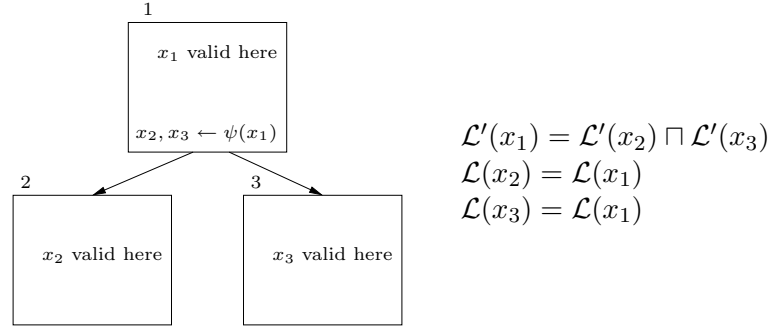 1
x₁ valid here
x₂, x₃ ← ψ(x₁)
2
3
x₂ valid here
x₃ valid here
ℒ′(x₁) = ℒ′(x₂) ⊓ ℒ′(x₃)
ℒ(x₂) = ℒ(x₁)
ℒ(x₃) = ℒ(x₁)